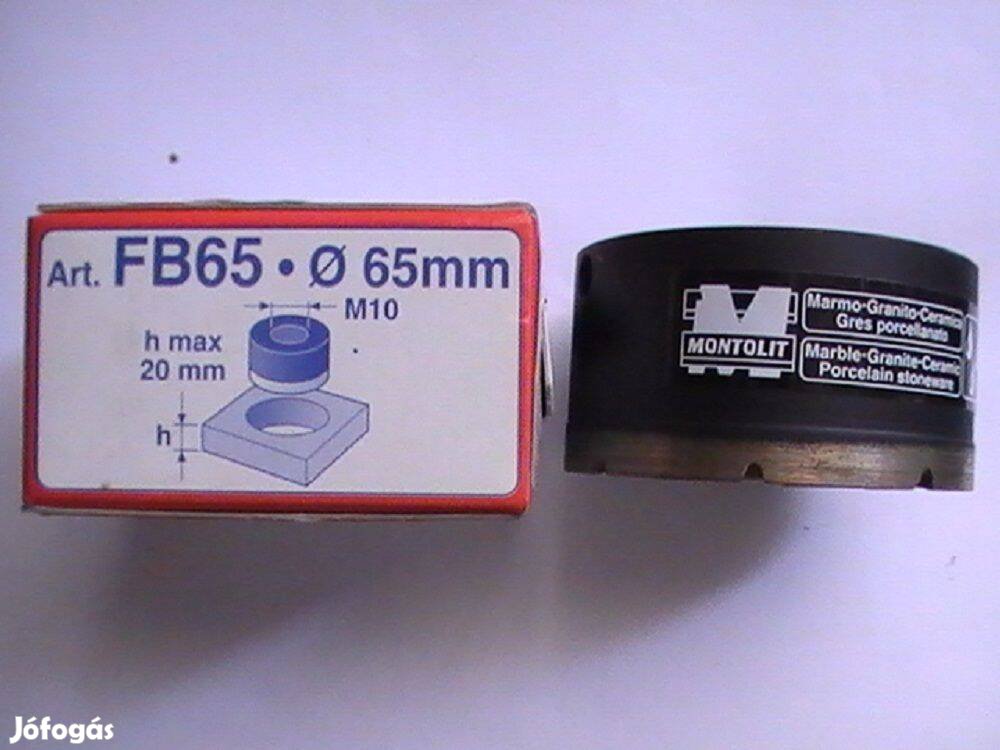 Art. FB65 • Ø 65mm
M10
h max
20 mm
h
MONTOLIT
Marmo-Granito-Ceramica
Gres porcellanato
Marble-Granite-Ceramic
Porcelain stoneware
Jófogás